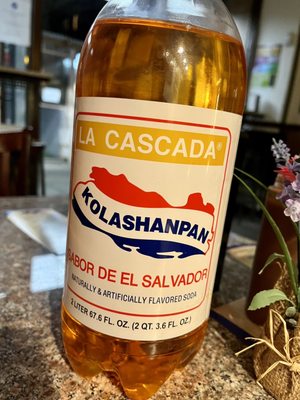 LA CASCADA®
KOLASHANPAN
SABOR DE EL SALVADOR
NATURALLY & ARTIFICIALLY FLAVORED SODA
2 LITER 67.6 FL. OZ. (2 QT. 3.6 FL. OZ.)